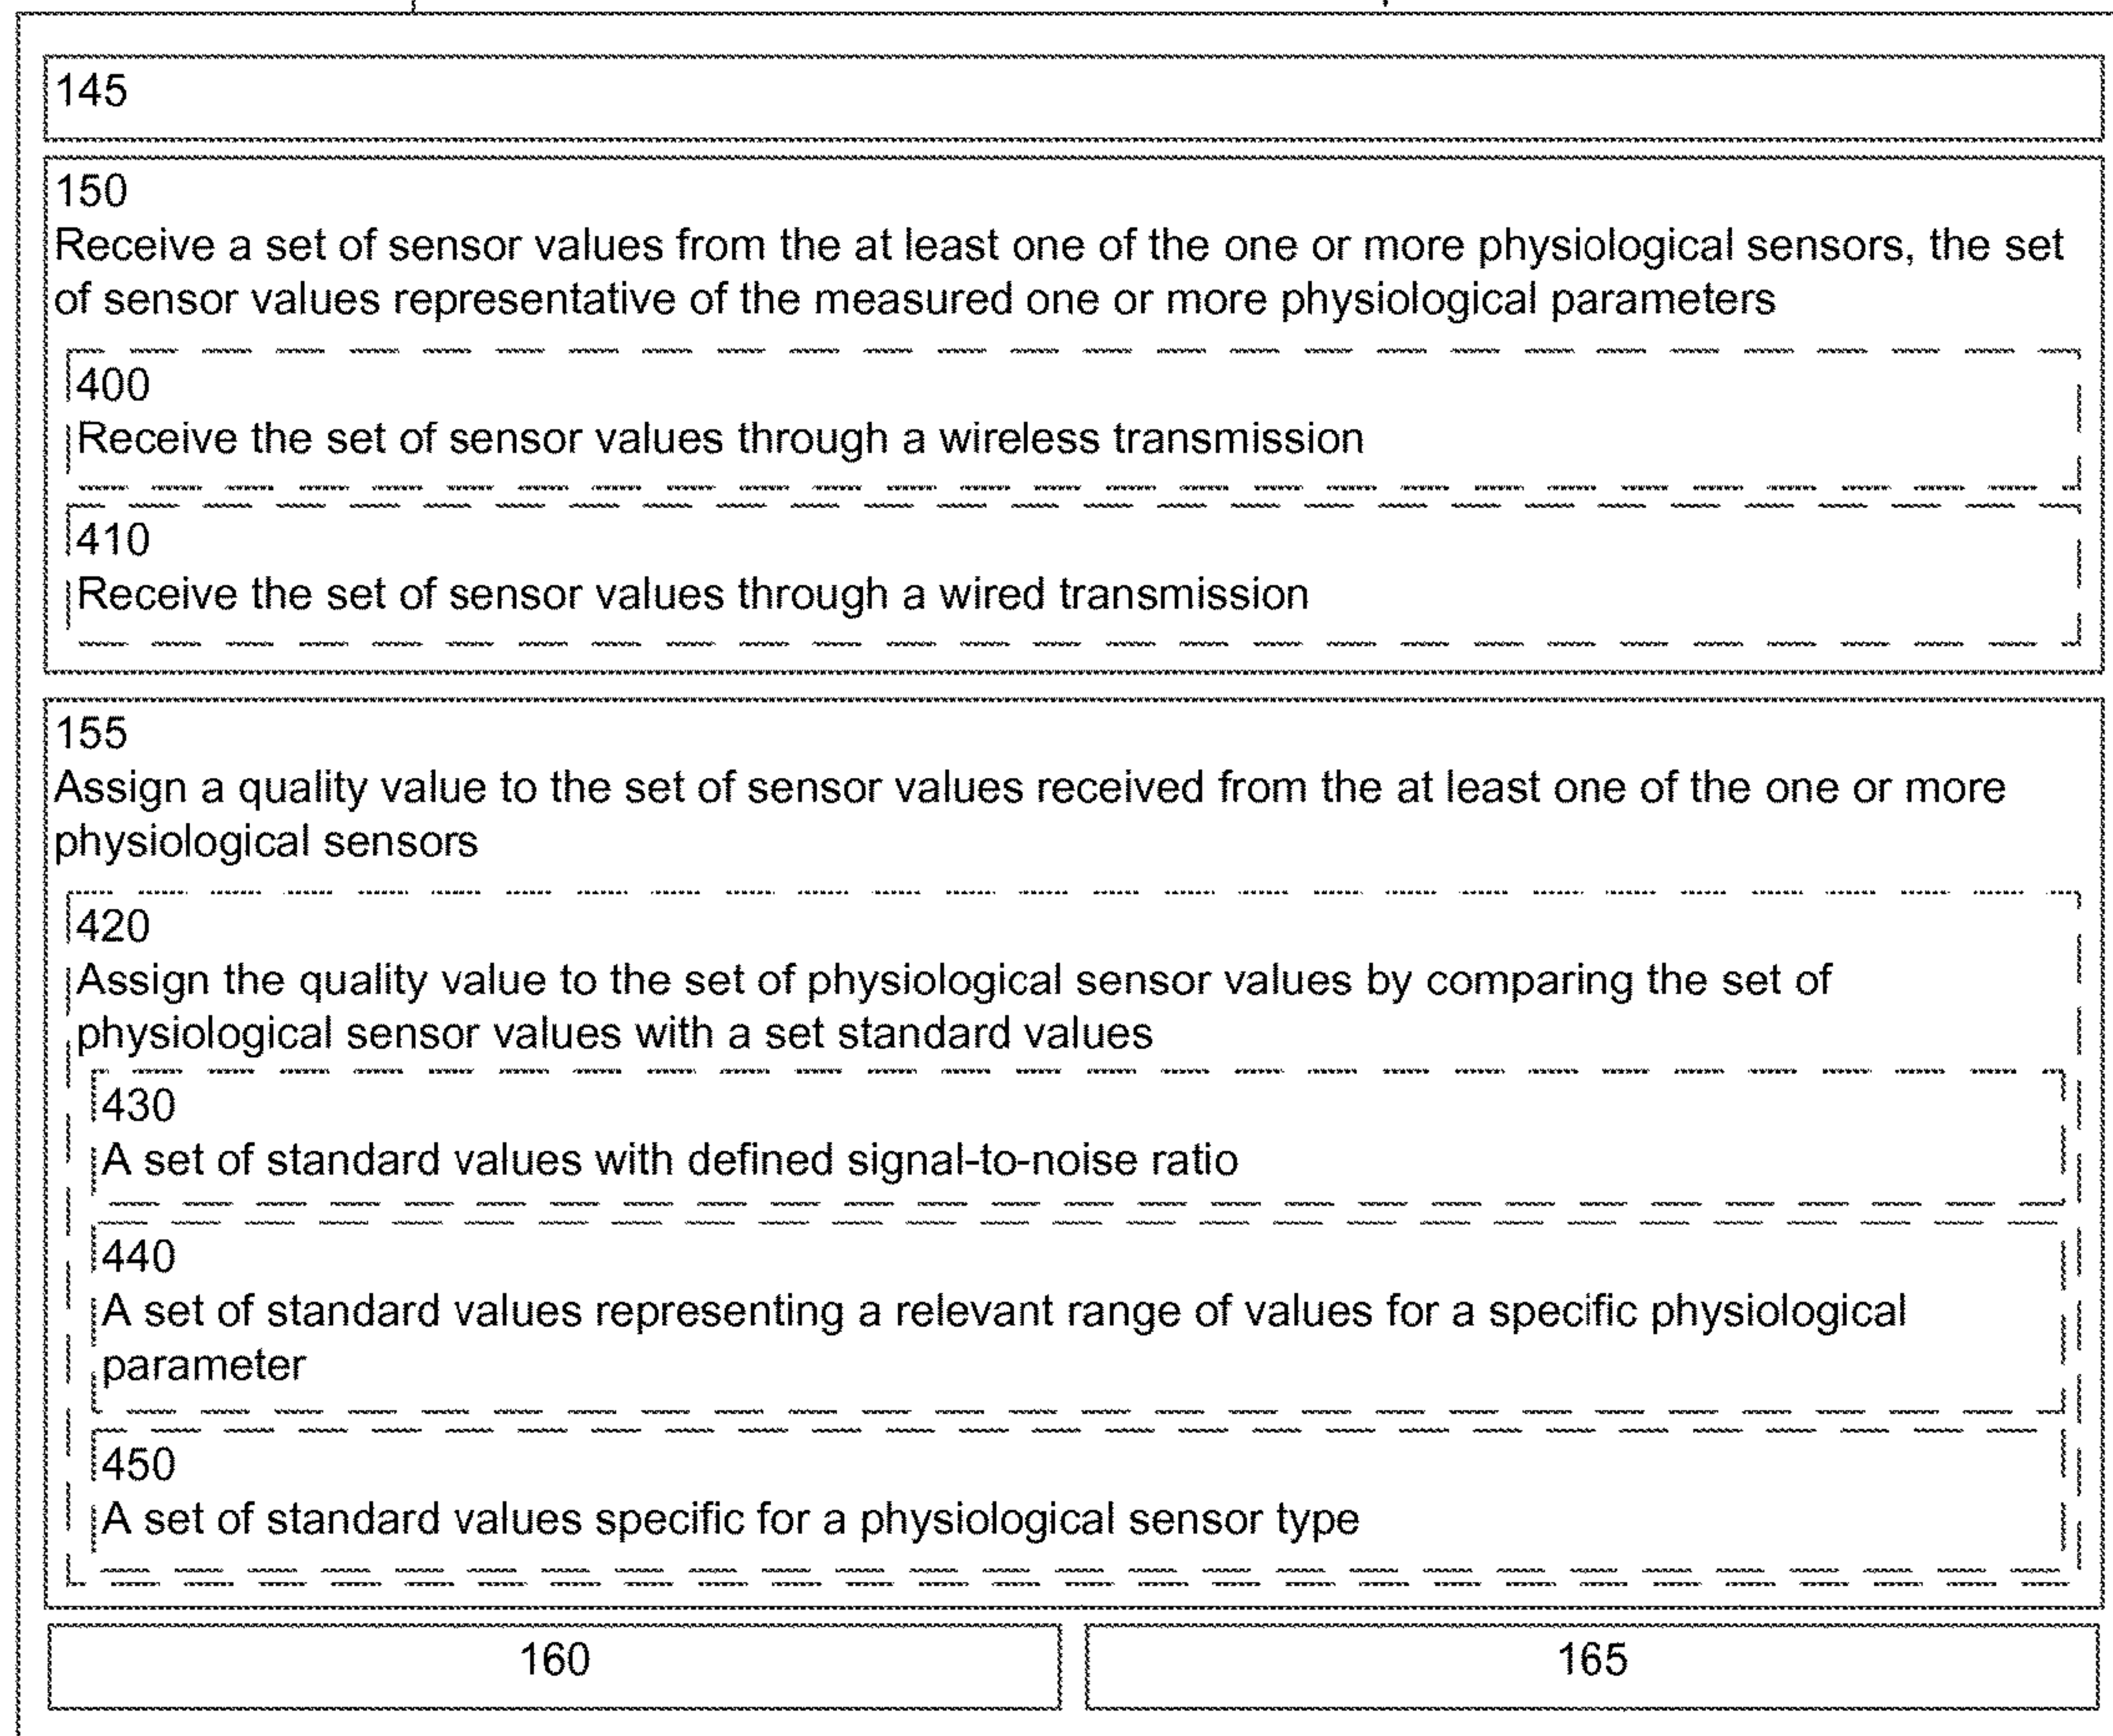 145
150
Receive a set of sensor values from the at least one of the one or more physiological sensors, the set
of sensor values representative of the measured one or more physiological parameters
400
Receive the set of sensor values through a wireless transmission
410
Receive the set of sensor values through a wired transmission
155
Assign a quality value to the set of sensor values received from the at least one of the one or more
physiological sensors
420
Assign the quality value to the set of physiological sensor values by comparing the set of
physiological sensor values with a set standard values
430
A set of standard values with defined signal-to-noise ratio
440
A set of standard values representing a relevant range of values for a specific physiological
parameter
450
A set of standard values specific for a physiological sensor type
160
165